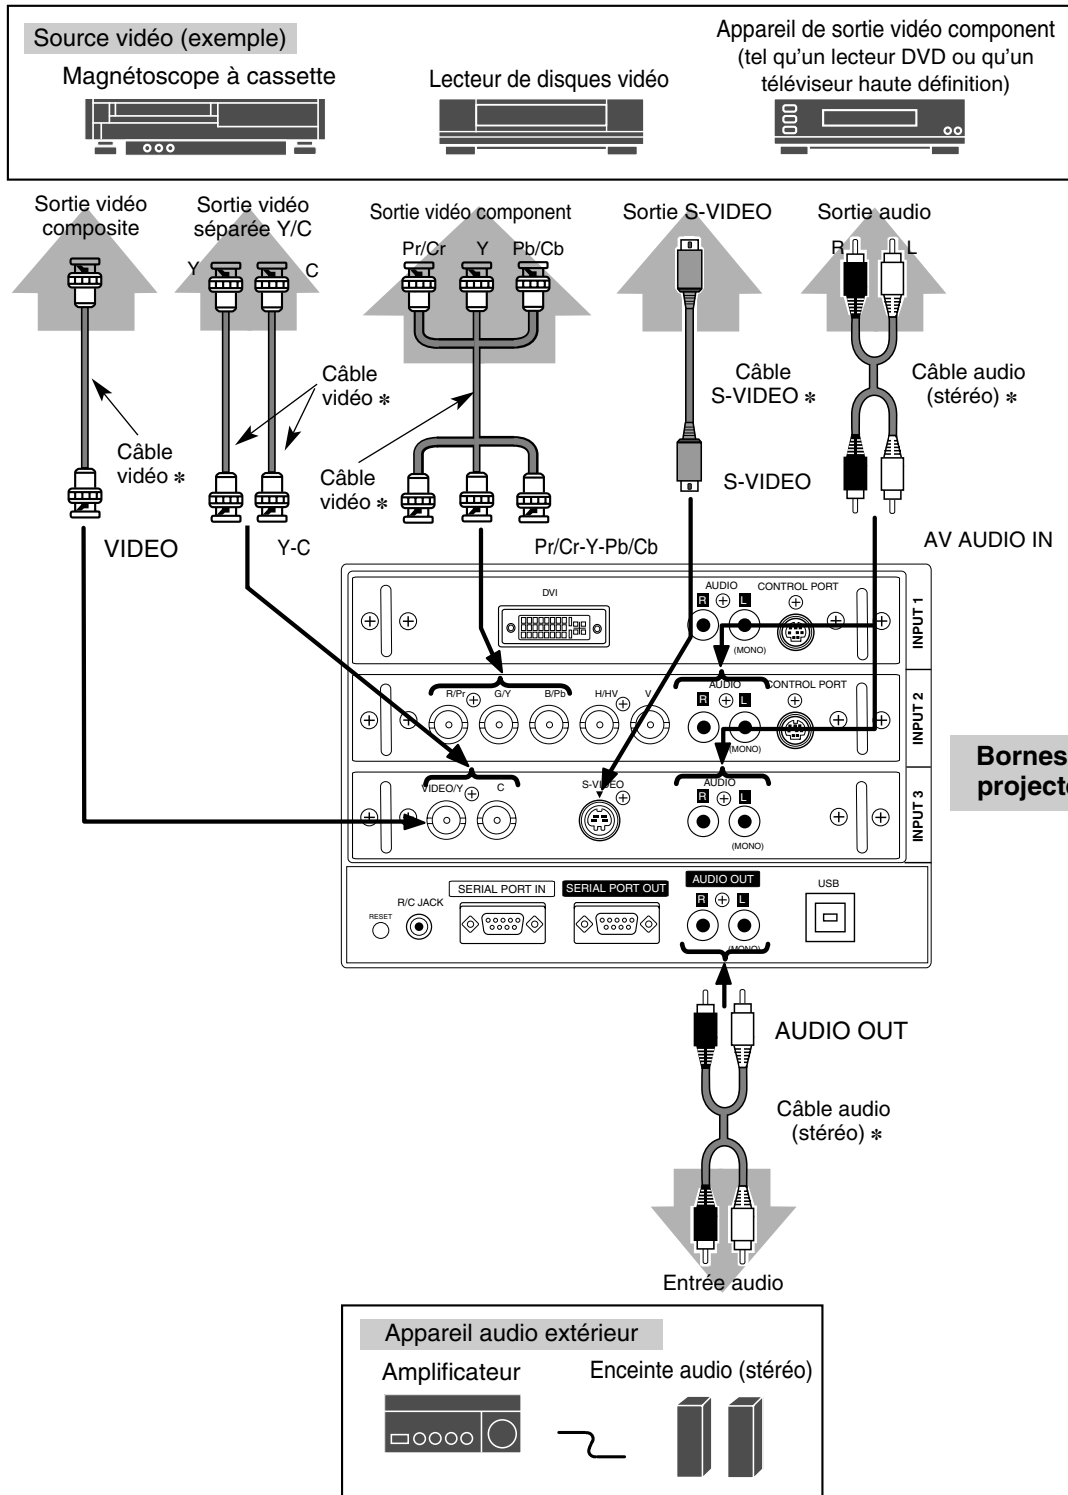 Source vidéo (exemple)
Magnétoscope à cassette
Lecteur de disques vidéo
Appareil de sortie vidéo component
(tel qu'un lecteur DVD ou qu'un
téléviseur haute définition)
Sortie vidéo
composite
Sortie vidéo
séparée Y/C
Sortie vidéo component
Sortie S-VIDEO
Sortie audio
Y
C
Pr/Cr
Y
Pb/Cb
R
L
Câble
vidéo *
Câble
vidéo *
Câble
vidéo *
Câble
S-VIDEO *
Câble audio
(stéréo) *
S-VIDEO
VIDEO
Y-C
Pr/Cr-Y-Pb/Cb
AV AUDIO IN
DVI
AUDIO
R
L
(MONO)
CONTROL PORT
INPUT 1
R/Pr
G/Y
B/Pb
H/HV
V
AUDIO
R
L
(MONO)
CONTROL PORT
INPUT 2
VIDEO/Y
C
S-VIDEO
AUDIO
R
L
(MONO)
INPUT 3
Bornes
RESET
R/C JACK
SERIAL PORT IN
SERIAL PORT OUT
AUDIO OUT
R
L
(MONO)
USB
AUDIO OUT
Câble audio
(stéréo) *
Entrée audio
Appareil audio extérieur
Amplificateur
Enceinte audio (stéréo)